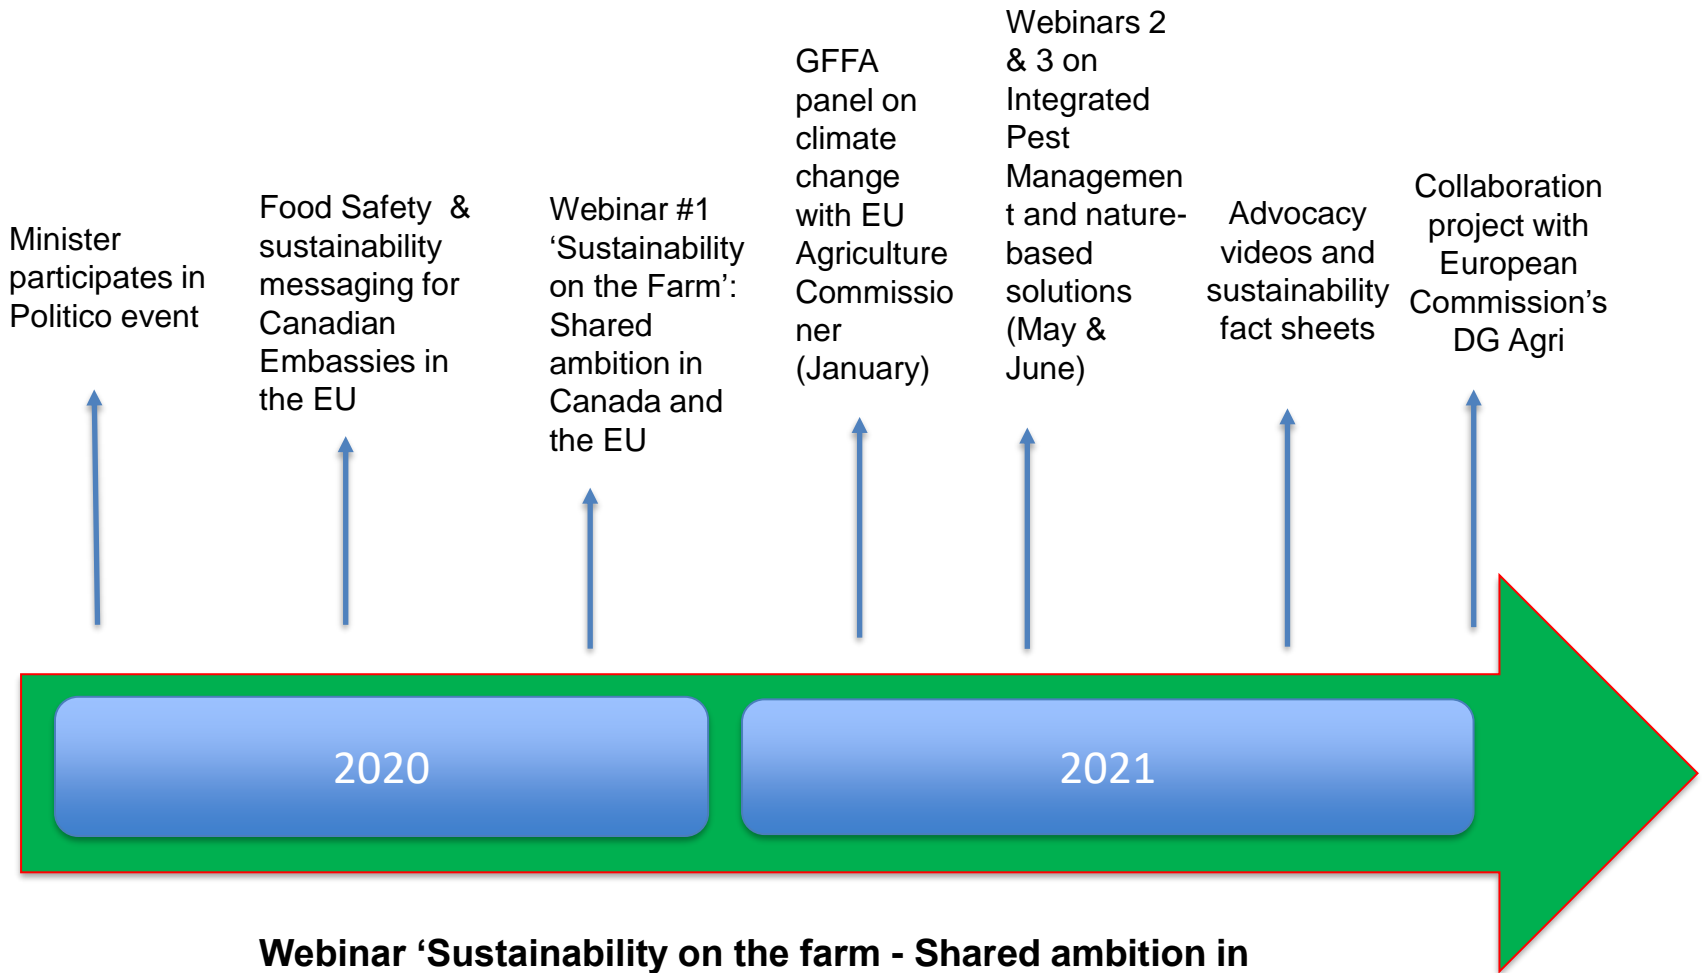 Minister
participates in
Politico event
Food Safety  &
sustainability
messaging for
Canadian
Embassies in
the EU
Webinar #1
‘Sustainability
on the Farm’:
Shared
ambition in
Canada and
the EU
GFFA
panel on
climate
change
with EU
Agriculture
Commissio
ner
(January)
Webinars 2
& 3 on
Integrated
Pest
Managemen
t and nature-
based
solutions
(May &
June)
Advocacy
videos and
sustainability
fact sheets
Collaboration
project with
European
Commission’s
DG Agri
2020
2021
Webinar ‘Sustainability on the farm - Shared ambition in